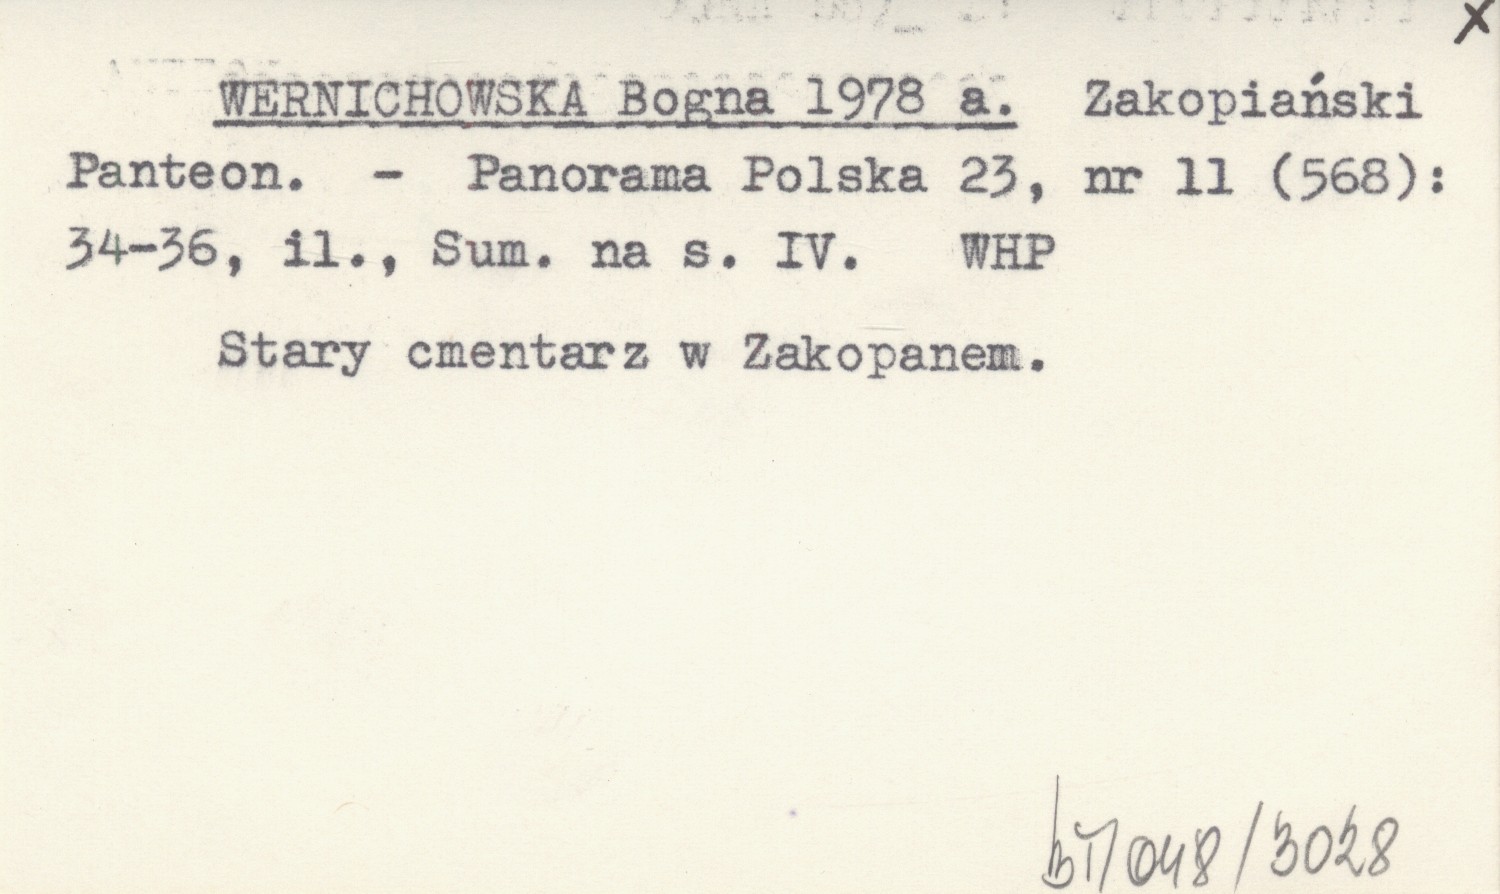 x
WERNICHOWSKA Bogna 1978 a. Zakopiański
Panteon. - Panorama Polska 23, nr 11 (568):
34-36, il., Sum. na s. IV. WHP
Stary cmentarz w Zakopanem.
048/3028